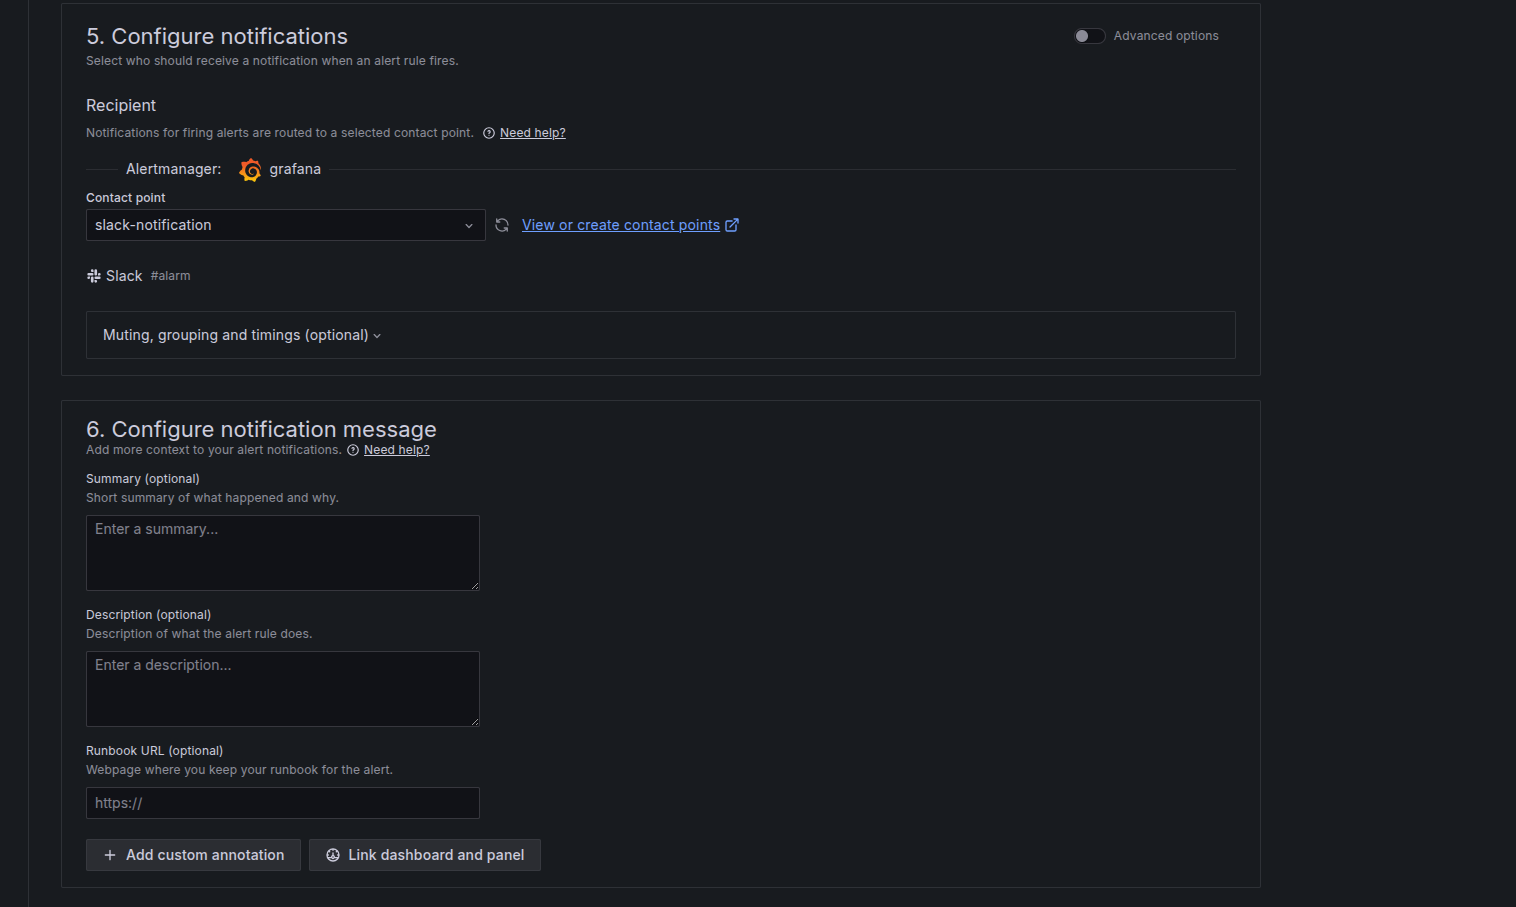 5. Configure notifications
Advanced options
Select who should receive a notification when an alert rule fires.
Recipient
Notifications for firing alerts are routed to a selected contact point. Need help?
Alertmanager: grafana
Contact point
slack-notification
View or create contact points
Slack #alarm
Muting, grouping and timings (optional)
6. Configure notification message
Add more context to your alert notifications. Need help?
Summary (optional)
Short summary of what happened and why.
Enter a summary...
Description (optional)
Description of what the alert rule does.
Enter a description...
Runbook URL (optional)
Webpage where you keep your runbook for the alert.
https://
Add custom annotation
Link dashboard and panel